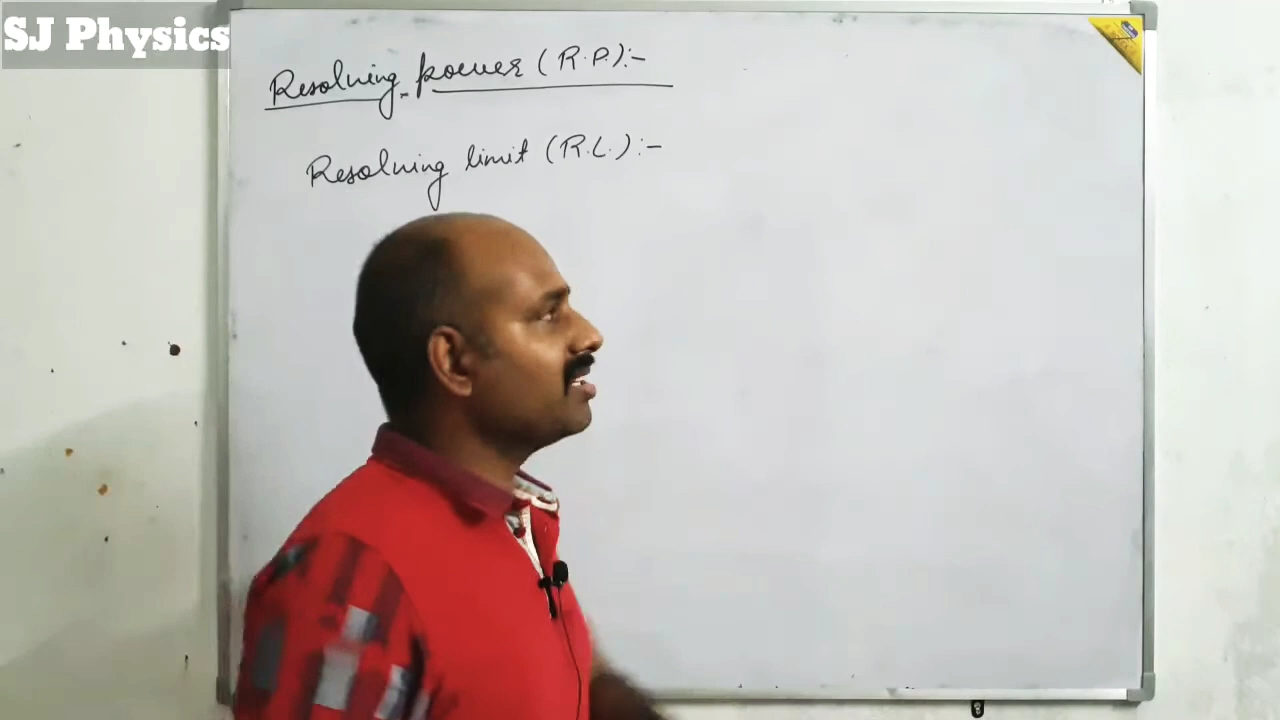 SJ Physics
Resolving power (R.P.):-
Resolving limit (R.L.):-